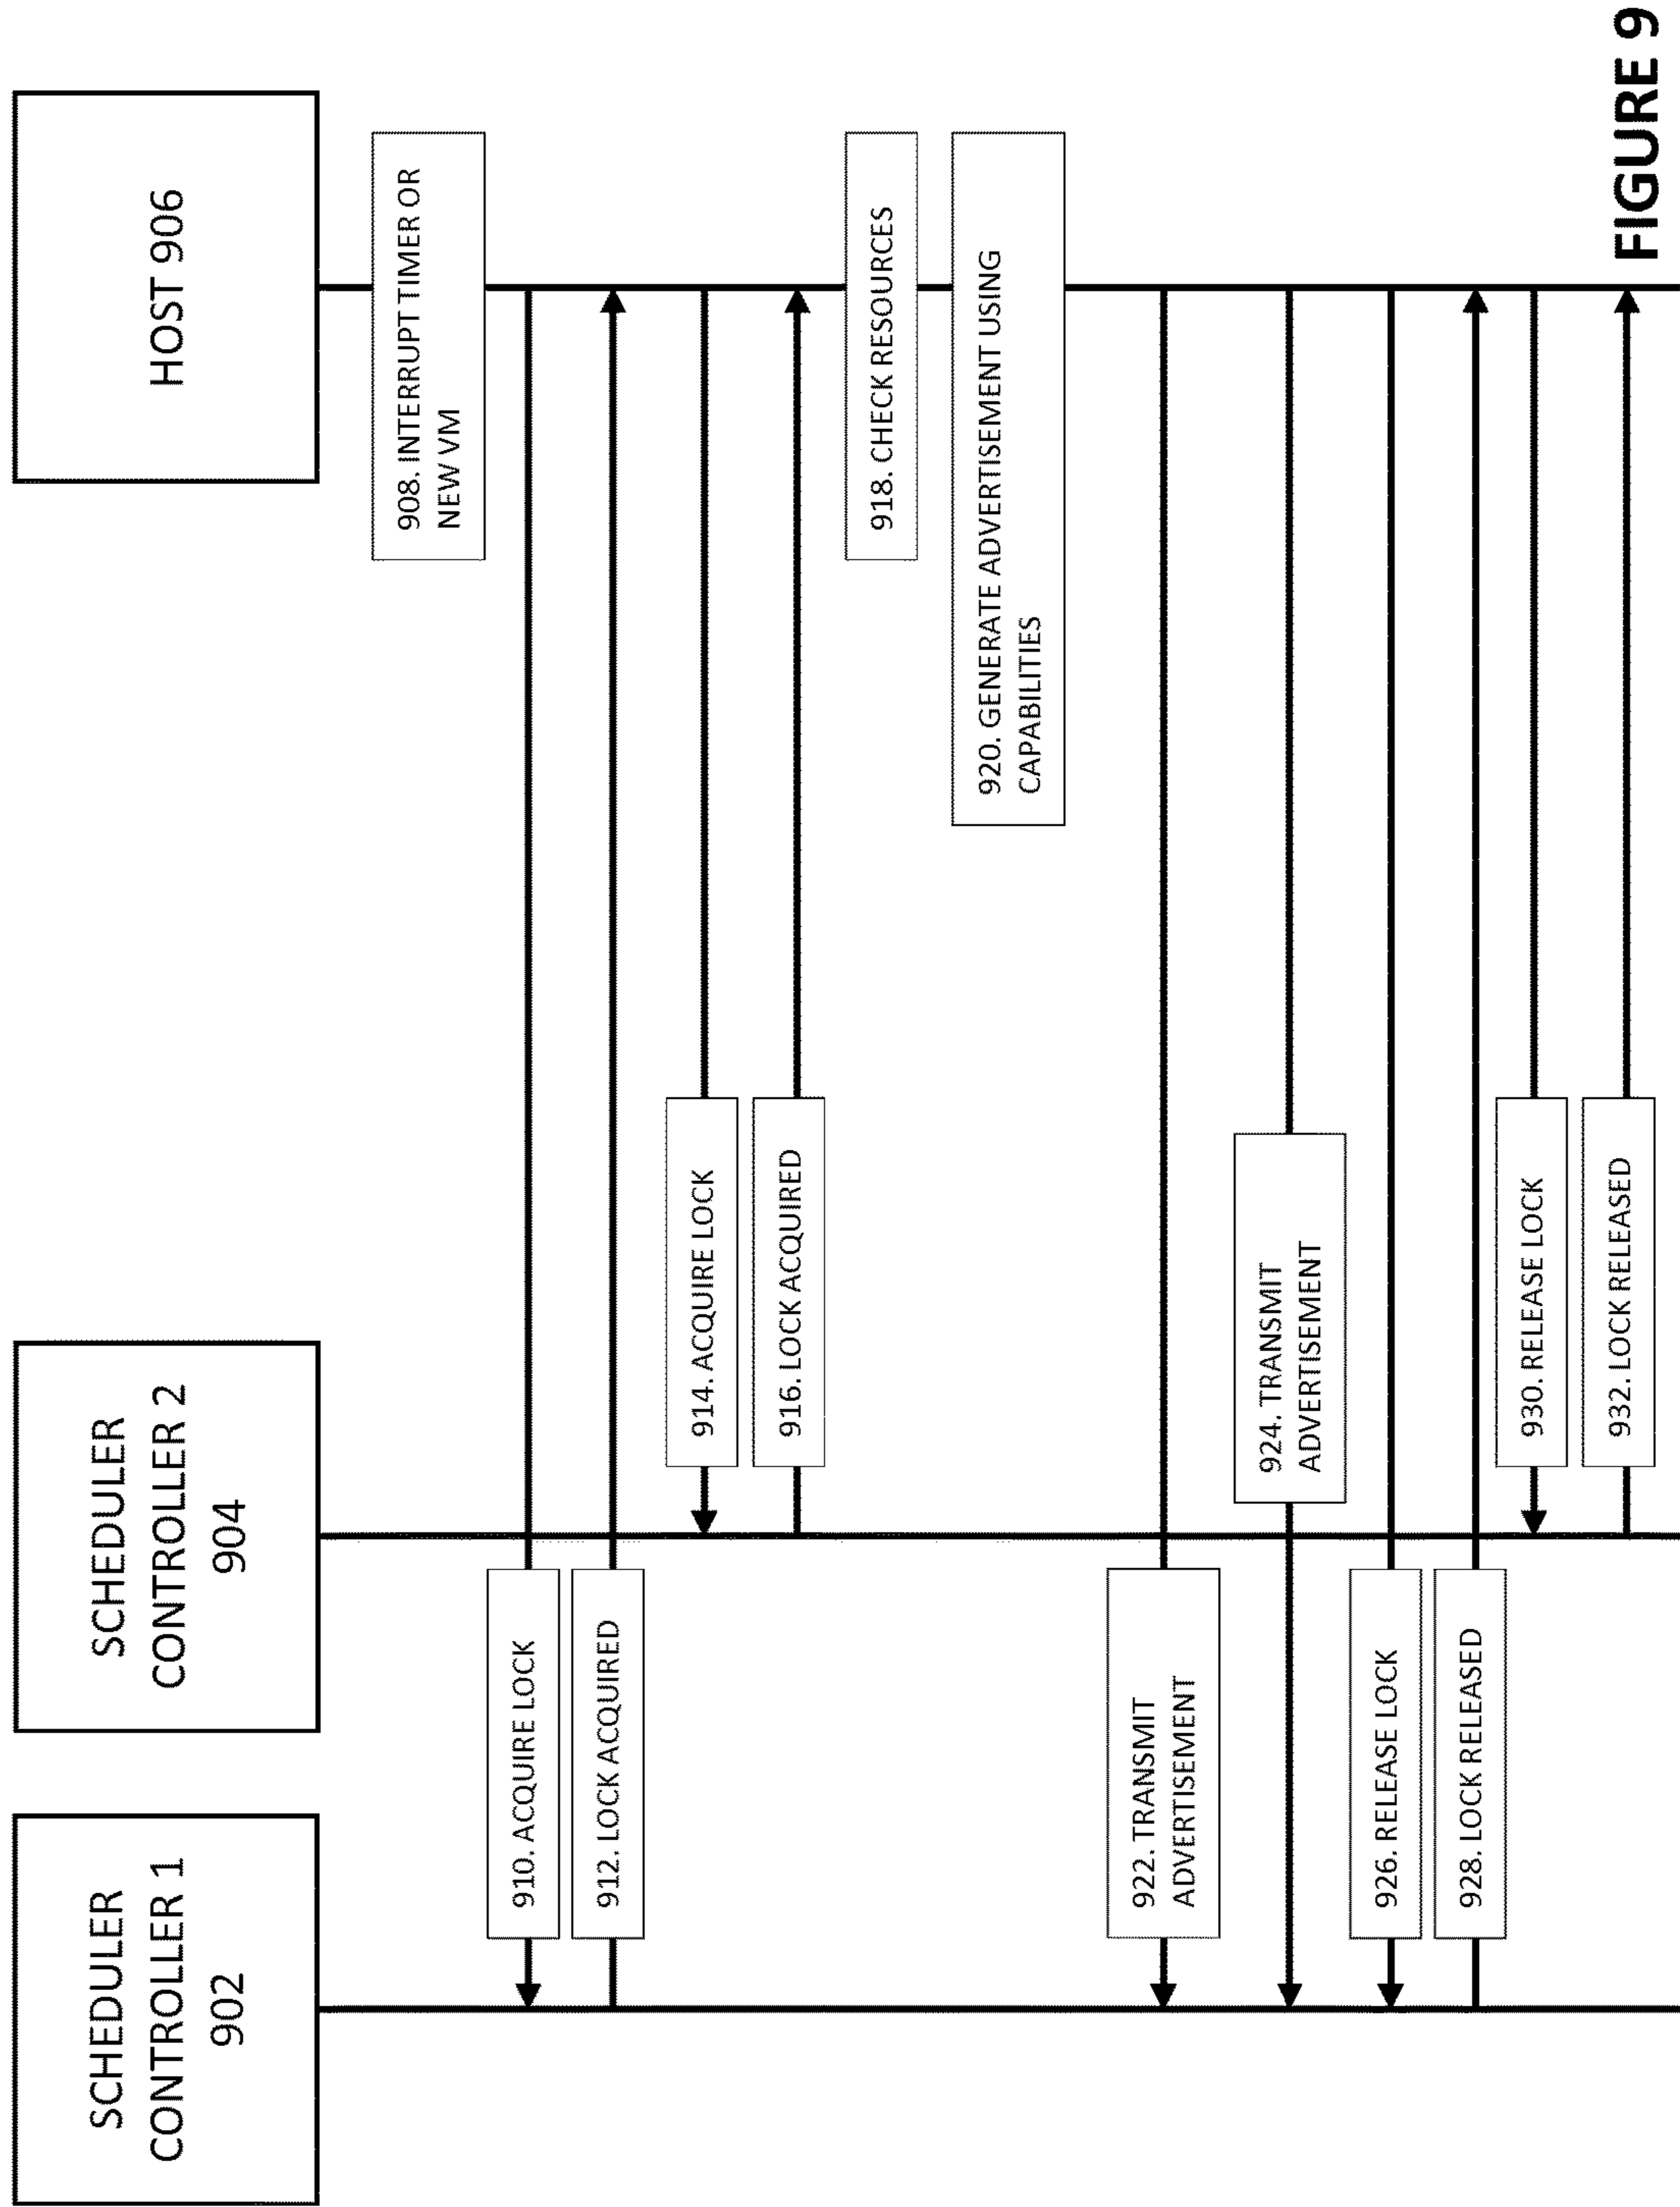 SCHEDULER
CONTROLLER 1
902
SCHEDULER
CONTROLLER 2
904
HOST 906
908. INTERRUPT TIMER OR
NEW VM
910. ACQUIRE LOCK
912. LOCK ACQUIRED
914. ACQUIRE LOCK
916. LOCK ACQUIRED
918. CHECK RESOURCES
920. GENERATE ADVERTISEMENT USING
CAPABILITIES
922. TRANSMIT
ADVERTISEMENT
924. TRANSMIT
ADVERTISEMENT
926. RELEASE LOCK
928. LOCK RELEASED
930. RELEASE LOCK
932. LOCK RELEASED
FIGURE 9